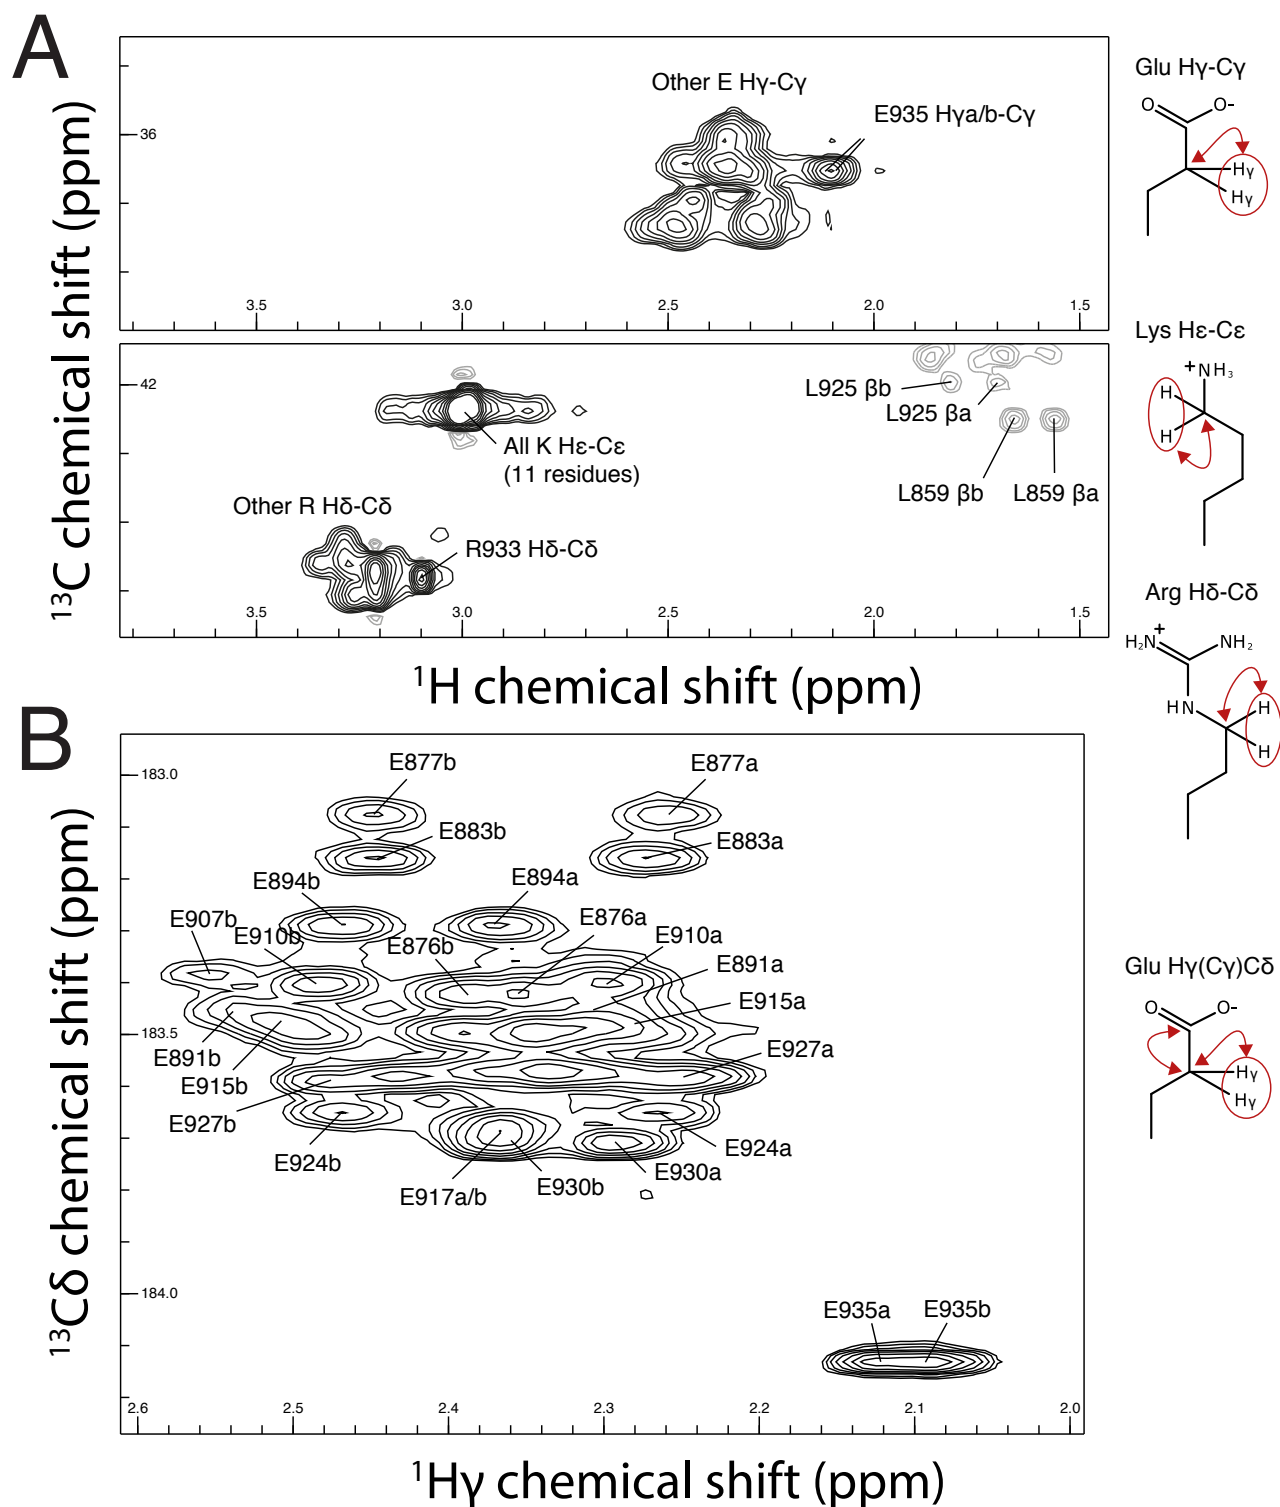 A
Glu Hγ-Cγ
Other E Hγ-Cγ
E935 Hγa/b-Cγ
36
O
O-
Hγ
Hγ
3.5
3.0
2.5
2.0
1.5
13C chemical shift (ppm)
Lys Hε-Cε
+
NH3
H
H
42
L925 βb
L925 βa
All K Hε-Cε
(11 residues)
L859 βb
L859 βa
Other R Hδ-Cδ
R933 Hδ-Cδ
3.5
3.0
2.5
2.0
1.5
1H chemical shift (ppm)
Arg Hδ-Cδ
+
H2N
NH2
H N
H
H
B
E877b
E877a
183.0
E883b
E883a
E894b
E894a
E907b
E910b
E876b
E876a
E910a
E891a
E915a
183.5
E891b
E915b
E927a
E927b
E924b
E924a
E917a/b
E930b
E930a
184.0
E935a
E935b
2.6
2.5
2.4
2.3
2.2
2.1
2.0
13Cδ chemical shift (ppm)
1Hγ chemical shift (ppm)
Glu Hγ(Cγ)Cδ
O
O-
Hγ
Hγ